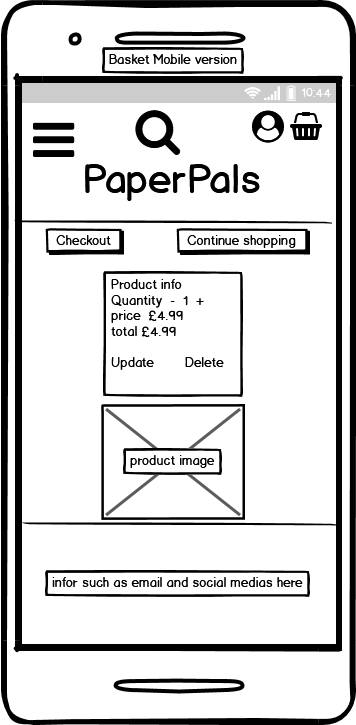 Basket Mobile version
10:44
PaperPals
Checkout
Continue shopping
Product info
Quantity - 1 +
price £4.99
total £4.99
Update Delete
product image
infor such as email and social medias here